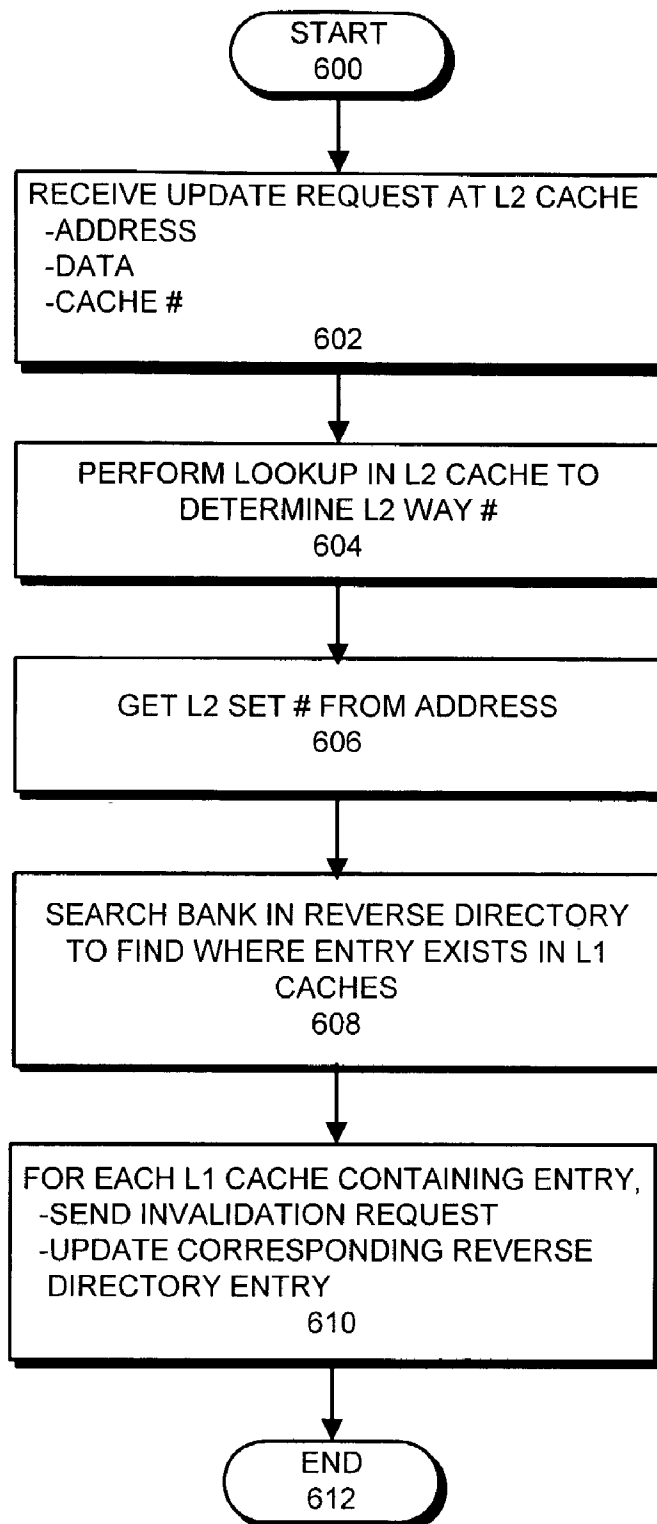 START
600
RECEIVE UPDATE REQUEST AT L2 CACHE
-ADDRESS
-DATA
-CACHE #
602
PERFORM LOOKUP IN L2 CACHE TO
DETERMINE L2 WAY #
604
GET L2 SET # FROM ADDRESS
606
SEARCH BANK IN REVERSE DIRECTORY
TO FIND WHERE ENTRY EXISTS IN L1
CACHES
608
FOR EACH L1 CACHE CONTAINING ENTRY,
-SEND INVALIDATION REQUEST
-UPDATE CORRESPONDING REVERSE
DIRECTORY ENTRY
610
END
612